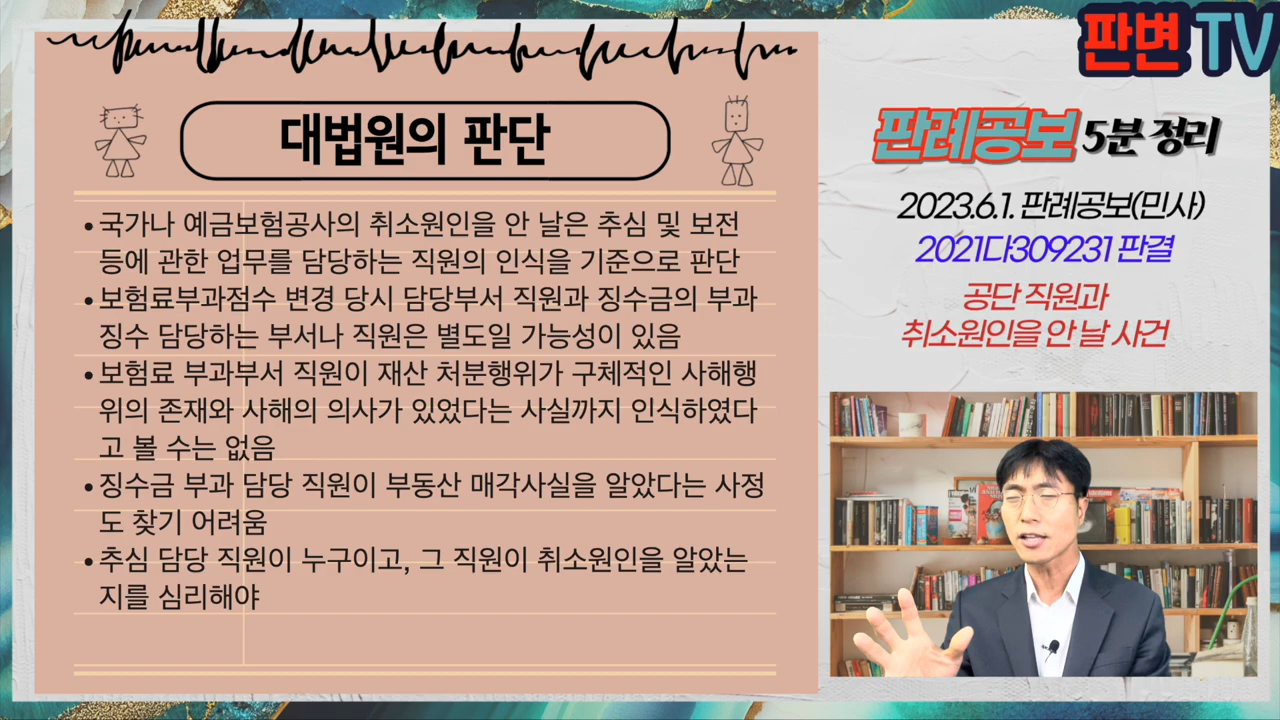 판변 TV
대법원의 판단
• 국가나 예금보험공사의 취소원인을 안 날은 추심 및 보전
등에 관한 업무를 담당하는 직원의 인식을 기준으로 판단
• 보험료부과점수 변경 당시 담당부서 직원과 징수금의 부과
징수 담당하는 부서나 직원은 별도일 가능성이 있음
• 보험료 부과부서 직원이 재산 처분행위가 구체적인 사해행
위의 존재와 사해의 의사가 있었다는 사실까지 인식하였다
고 볼 수는 없음
• 징수금 부과 담당 직원이 부동산 매각사실을 알았다는 사정
도 찾기 어려움
• 추심 담당 직원이 누구이고, 그 직원이 취소원인을 알았는
지를 심리해야
판례공보 5분 정리
2023.6.1. 판례공보(민사)
2021다309231 판결
공단 직원과
취소원인을 안 날 사건